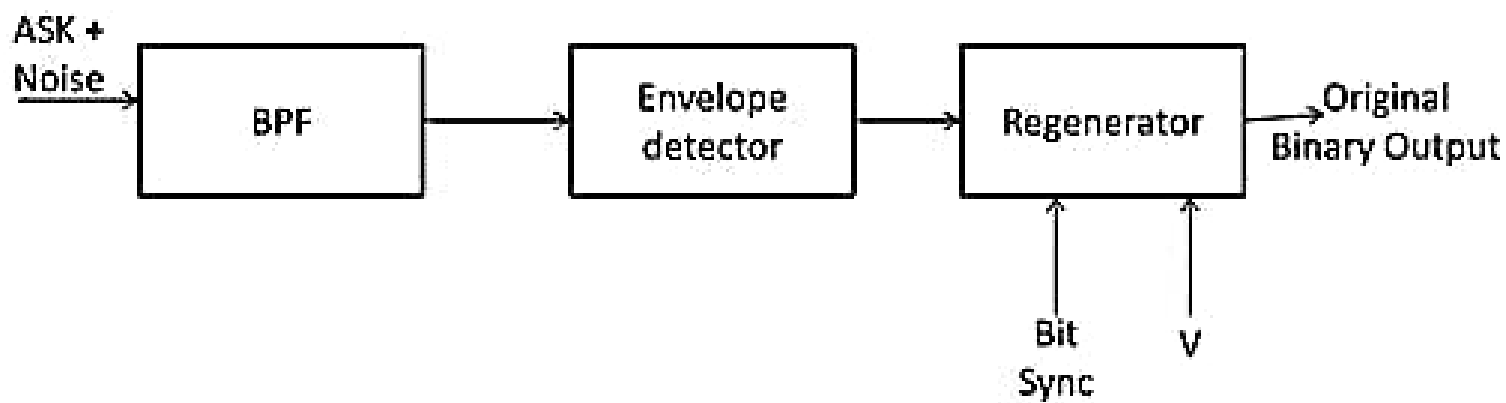 ASK +
Noise
BPF
Envelope
detector
Regenerator
Original
Binary Output
Bit
Sync
V